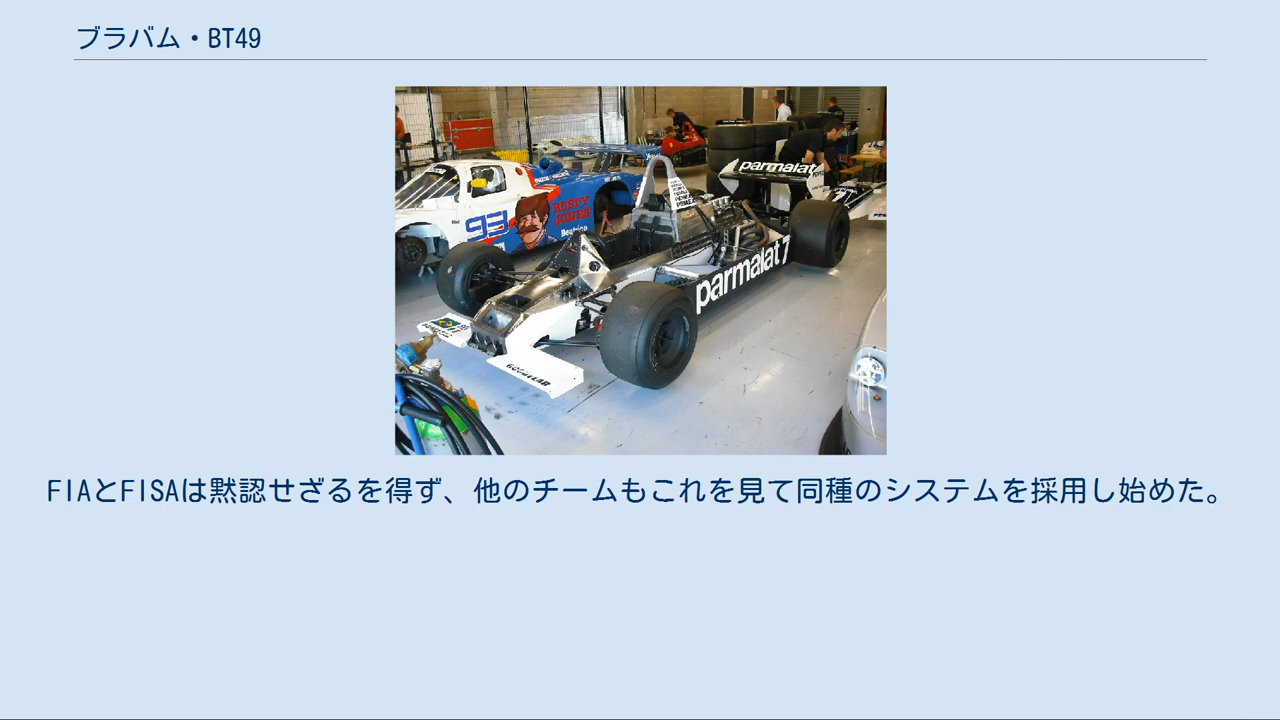 ブラバム・BT49
parmalat
93
RUSTY
JONES
Beatrice
parmalat 7
GOODYEAR
FIAとFISAは黙認せざるを得ず、他のチームもこれを見て同種のシステムを採用し始めた。